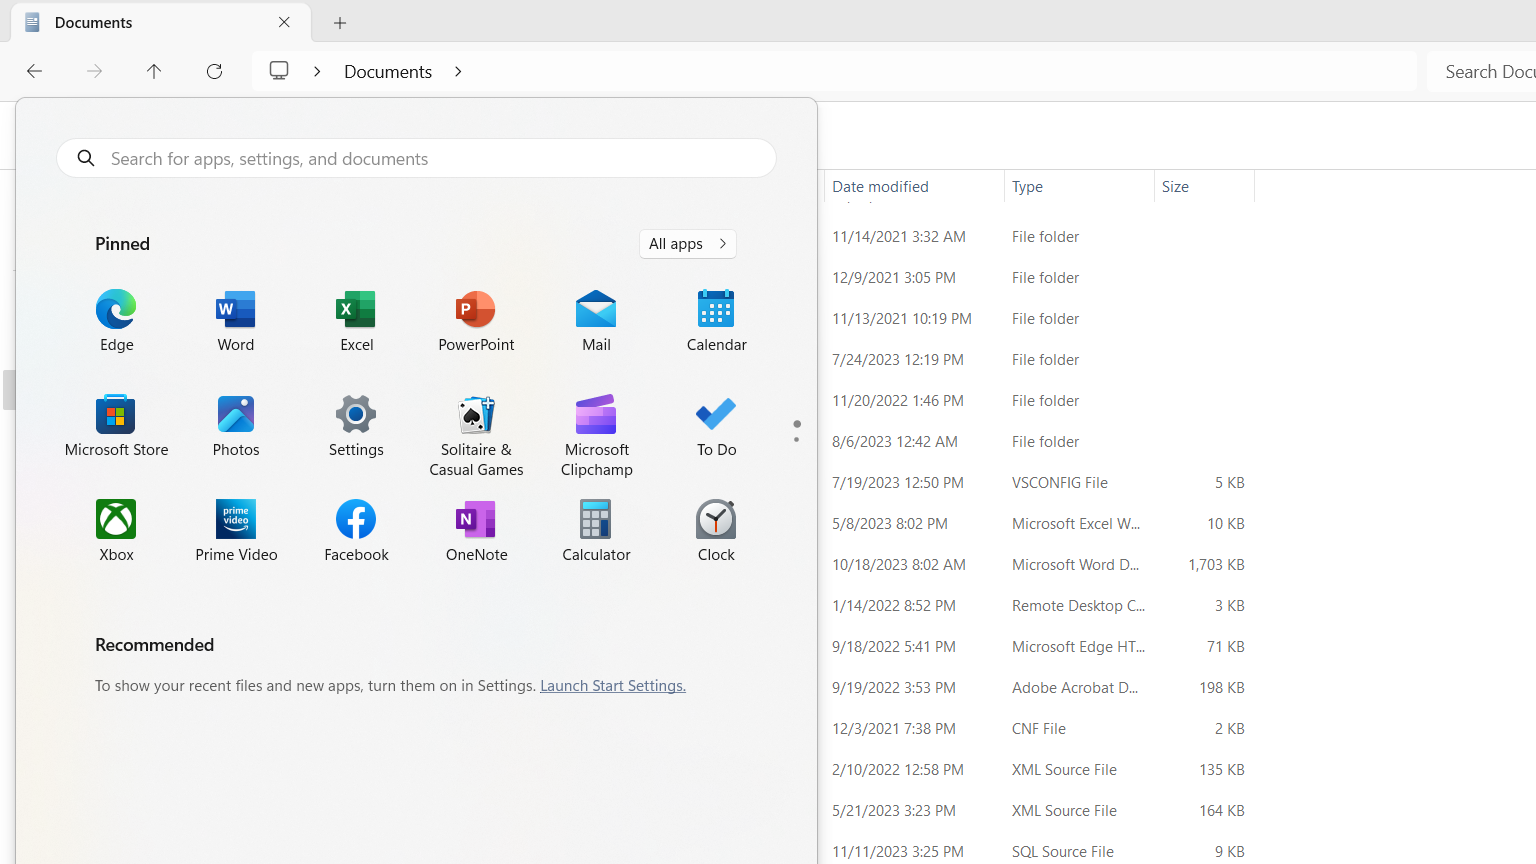 Documents
Documents
Search Docu
Search for apps, settings, and documents
Pinned
All apps
Edge
Word
Excel
PowerPoint
Mail
Calendar
Microsoft Store
Photos
Settings
Solitaire &
Casual Games
Microsoft
Clipchamp
To Do
Xbox
prime
video
Prime Video
Facebook
OneNote
Calculator
Clock
Recommended
To show your recent files and new apps, turn them on in Settings. Launch Start Settings.
Date modified Type Size
11/14/2021 3:32 AM File folder
12/9/2021 3:05 PM File folder
11/13/2021 10:19 PM File folder
7/24/2023 12:19 PM File folder
11/20/2022 1:46 PM File folder
8/6/2023 12:42 AM File folder
7/19/2023 12:50 PM VSCONFIG File 5 KB
5/8/2023 8:02 PM Microsoft Excel W... 10 KB
10/18/2023 8:02 AM Microsoft Word D... 1,703 KB
1/14/2022 8:52 PM Remote Desktop C... 3 KB
9/18/2022 5:41 PM Microsoft Edge HT... 71 KB
9/19/2022 3:53 PM Adobe Acrobat D... 198 KB
12/3/2021 7:38 PM CNF File 2 KB
2/10/2022 12:58 PM XML Source File 135 KB
5/21/2023 3:23 PM XML Source File 164 KB
11/11/2023 3:25 PM SQL Source File 9 KB